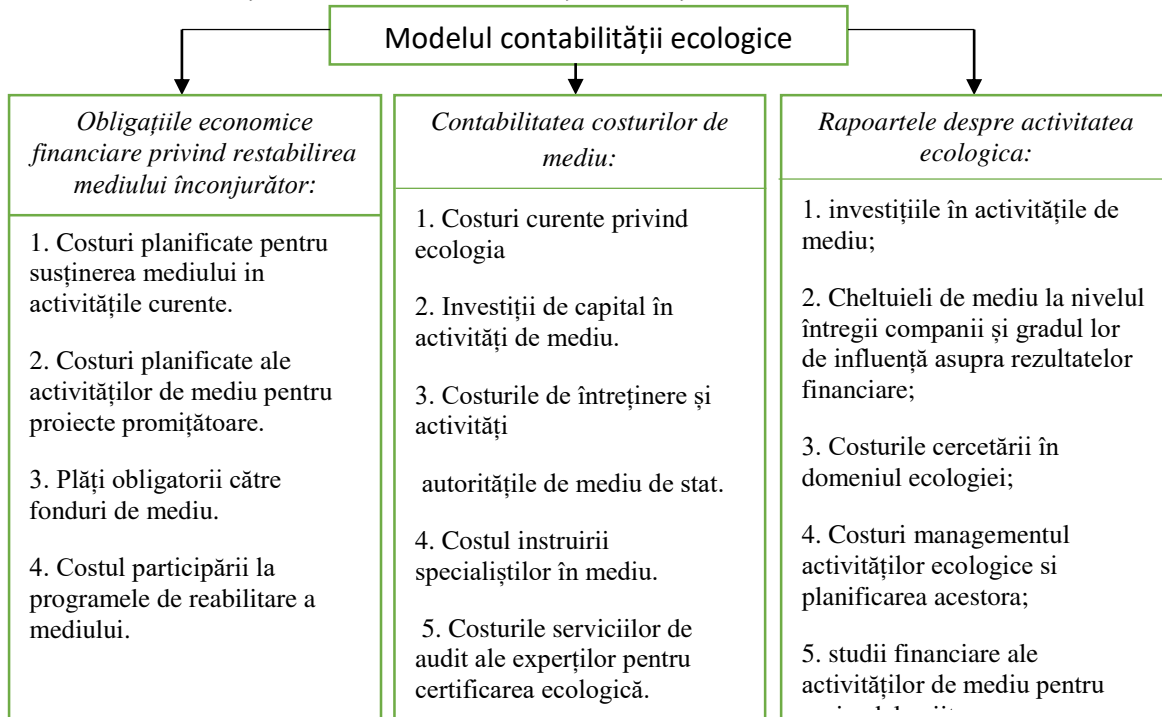 Modelul contabilității ecologice
Obligațiile economice
financiare privind restabilirea
mediului înconjurător:
1. Costuri planificate pentru
susținerea mediului in
activitățile curente.
2. Costuri planificate ale
activităților de mediu pentru
proiecte promițătoare.
3. Plăți obligatorii către
fonduri de mediu.
4. Costul participării la
programele de reabilitare a
mediului.
Contabilitatea costurilor de
mediu:
1. Costuri curente privind
ecologia
2. Investiții de capital în
activități de mediu.
3. Costurile de întreținere și
activități
autoritățile de mediu de stat.
4. Costul instruirii
specialiștilor în mediu.
5. Costurile serviciilor de
audit ale experților pentru
certificarea ecologică.
Rapoartele despre activitatea
ecologica:
1. investițiile în activitățile de
mediu;
2. Cheltuieli de mediu la nivelul
întregii companii și gradul lor
de influență asupra rezultatelor
financiare;
3. Costurile cercetării în
domeniul ecologiei;
4. Costuri managementul
activităților ecologice si
planificarea acestora;
5. studii financiare ale
activităților de mediu pentru